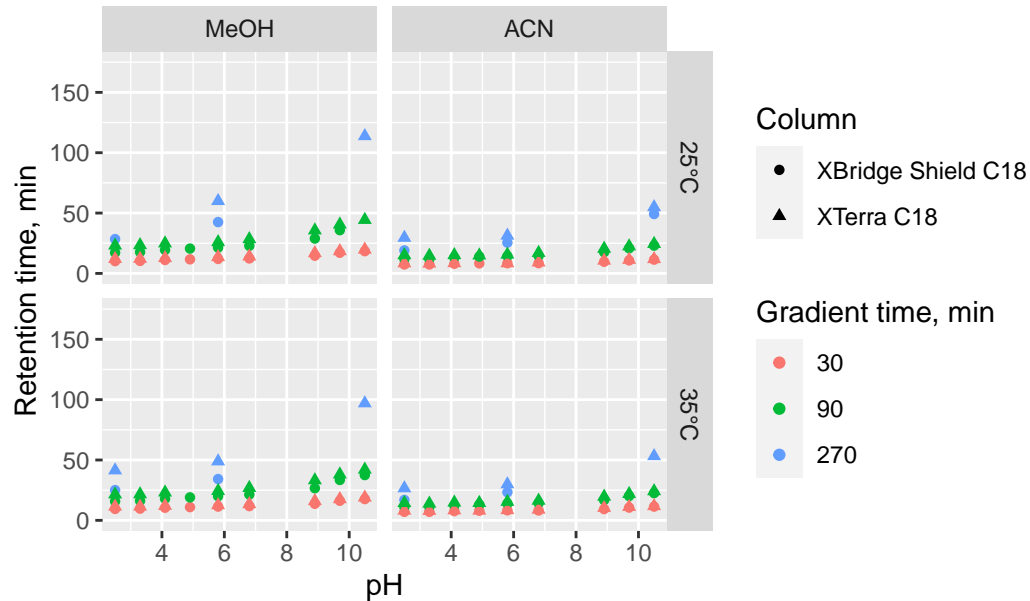 MeOH ACN
Retention time, min
150
100
50
0
25°C
150
100
50
0
35°C
4 6 8 10 4 6 8 10
pH
Column
XBridge Shield C18
XTerra C18
Gradient time, min
30
90
270